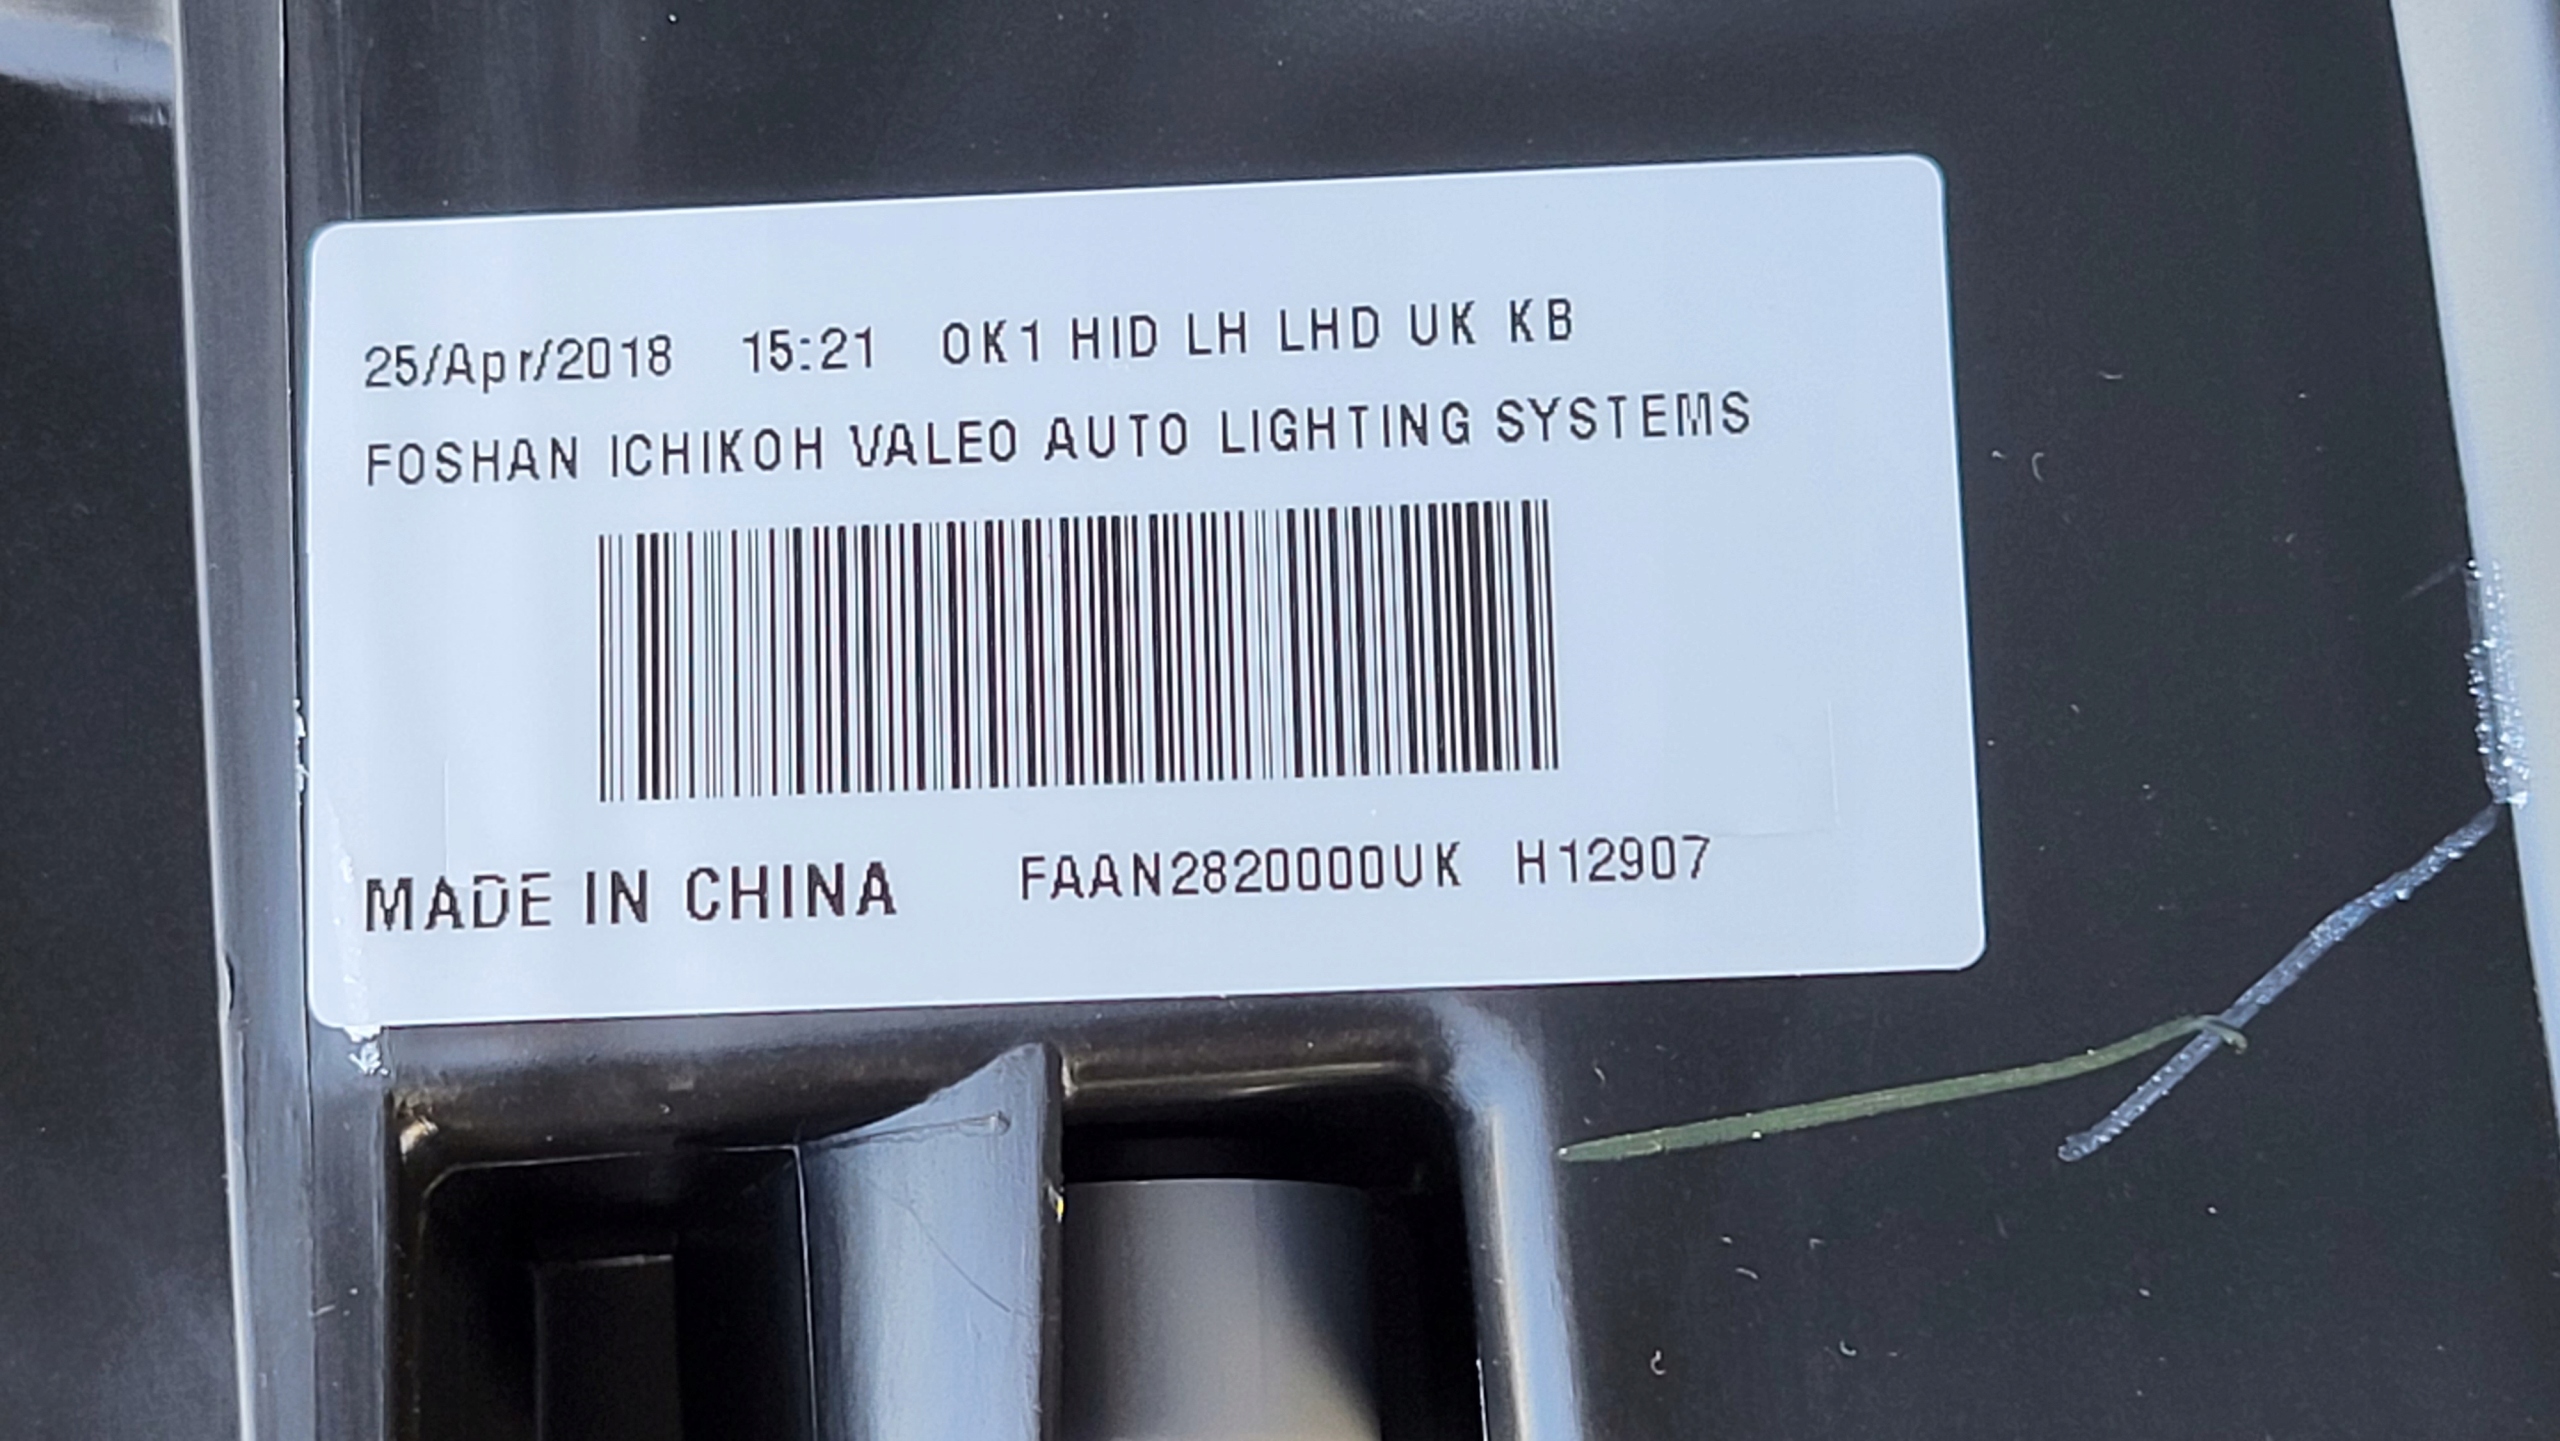 25/Apr/2018 15:21 OK1 HID LH LHD UK KB
FOSHAN ICHIKOH VALEO AUTO LIGHTING SYSTEMS
MADE IN CHINA FAAN2820000UK H12907